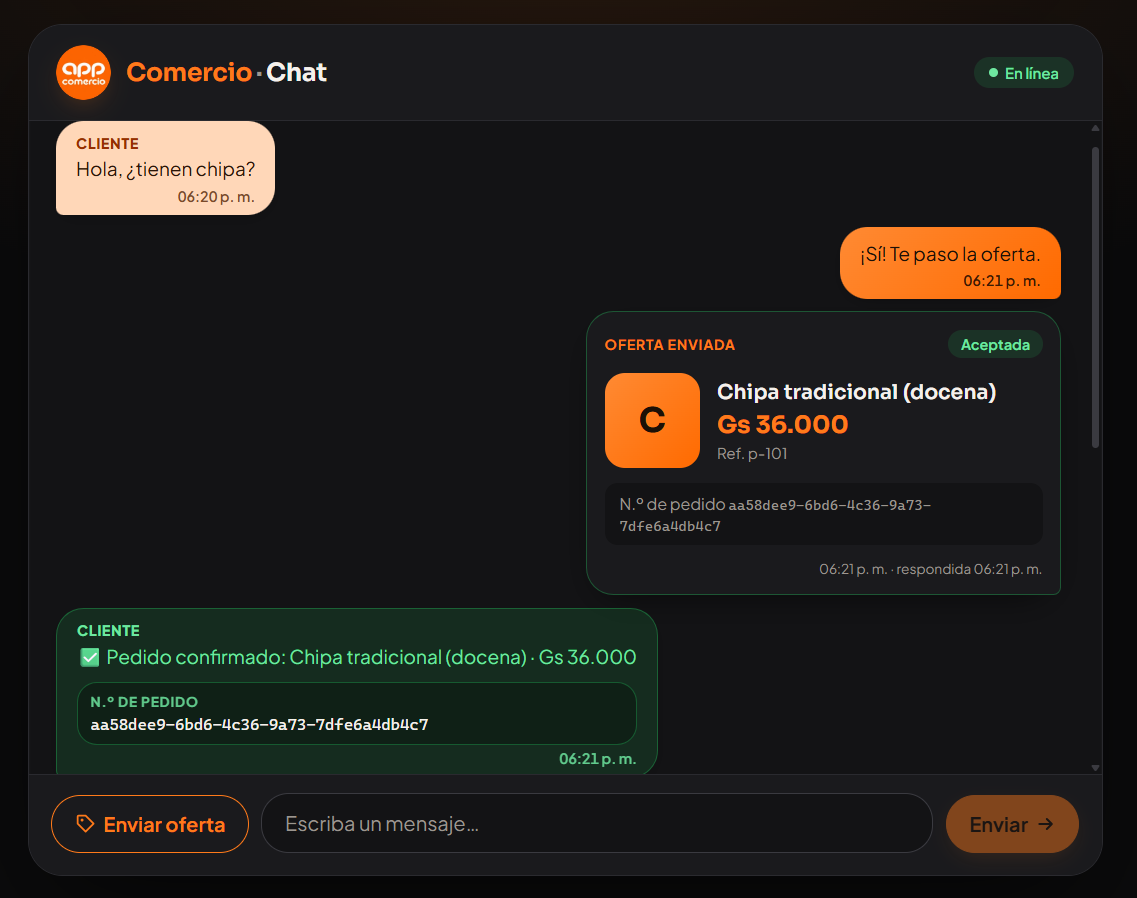 app
comercio
Comercio · Chat
En línea
CLIENTE
Hola, ¿tienen chipa?
06:20 p. m.
¡Sí! Te paso la oferta.
06:21 p. m.
OFERTA ENVIADA
Aceptada
C
Chipa tradicional (docena)
Gs 36.000
Ref. p-101
N.º de pedido aa58dee9-6bd6-4c36-9a73-
7dfe6a4db4c7
06:21 p. m. · respondida 06:21 p. m.
CLIENTE
✅ Pedido confirmado: Chipa tradicional (docena) · Gs 36.000
N.º DE PEDIDO
aa58dee9-6bd6-4c36-9a73-7dfe6a4db4c7
06:21 p. m.
Enviar oferta
Escriba un mensaje…
Enviar →